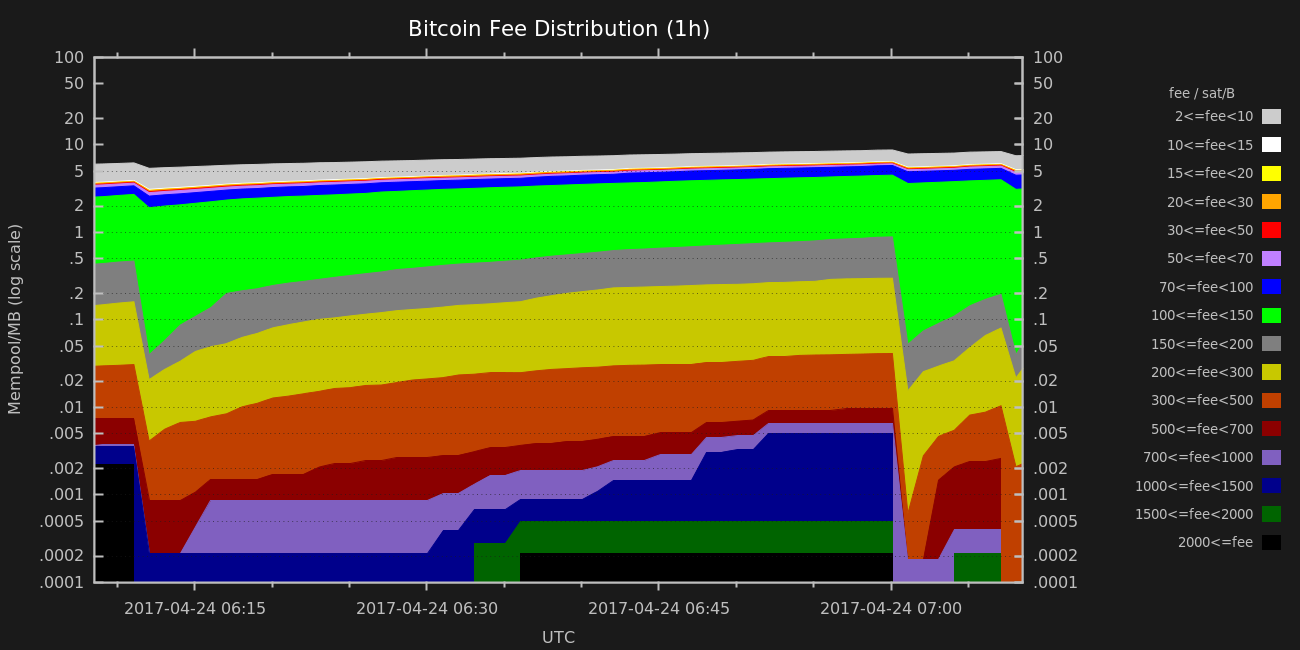 Bitcoin Fee Distribution (1h)
100
50
20
10
5
2
1
.5
.2
.1
.05
.02
.01
.005
.002
.001
.0005
.0002
.0001
Mempool/MB (log scale)
100
50
20
10
5
2
1
.5
.2
.1
.05
.02
.01
.005
.002
.001
.0005
.0002
.0001
2017-04-24 06:15
2017-04-24 06:30
2017-04-24 06:45
2017-04-24 07:00
UTC
fee / sat/B
2<=fee<10
10<=fee<15
15<=fee<20
20<=fee<30
30<=fee<50
50<=fee<70
70<=fee<100
100<=fee<150
150<=fee<200
200<=fee<300
300<=fee<500
500<=fee<700
700<=fee<1000
1000<=fee<1500
1500<=fee<2000
2000<=fee